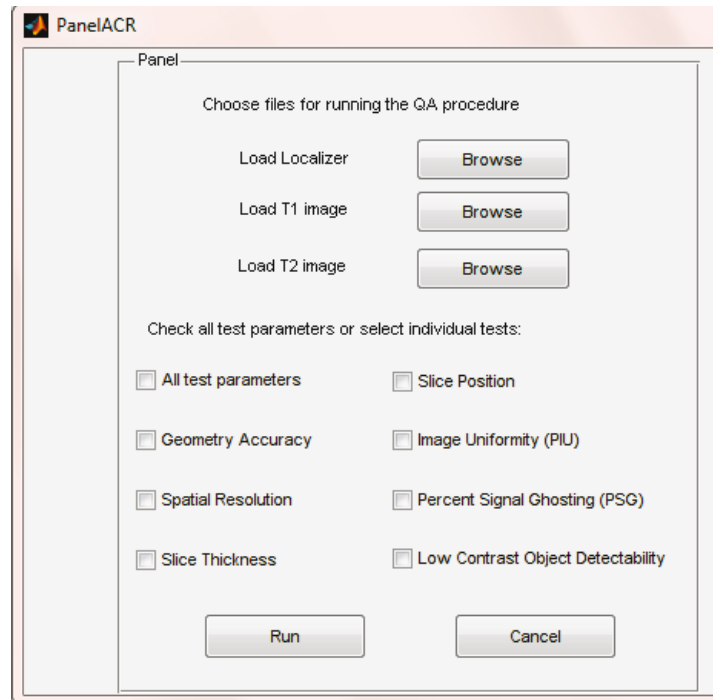 PanelACR
Panel
Choose files for running the QA procedure
Load Localizer Browse
Load T1 image Browse
Load T2 image Browse
Check all test parameters or select individual tests:
All test parameters Slice Position
Geometry Accuracy Image Uniformity (PIU)
Spatial Resolution Percent Signal Ghosting (PSG)
Slice Thickness Low Contrast Object Detectability
Run Cancel